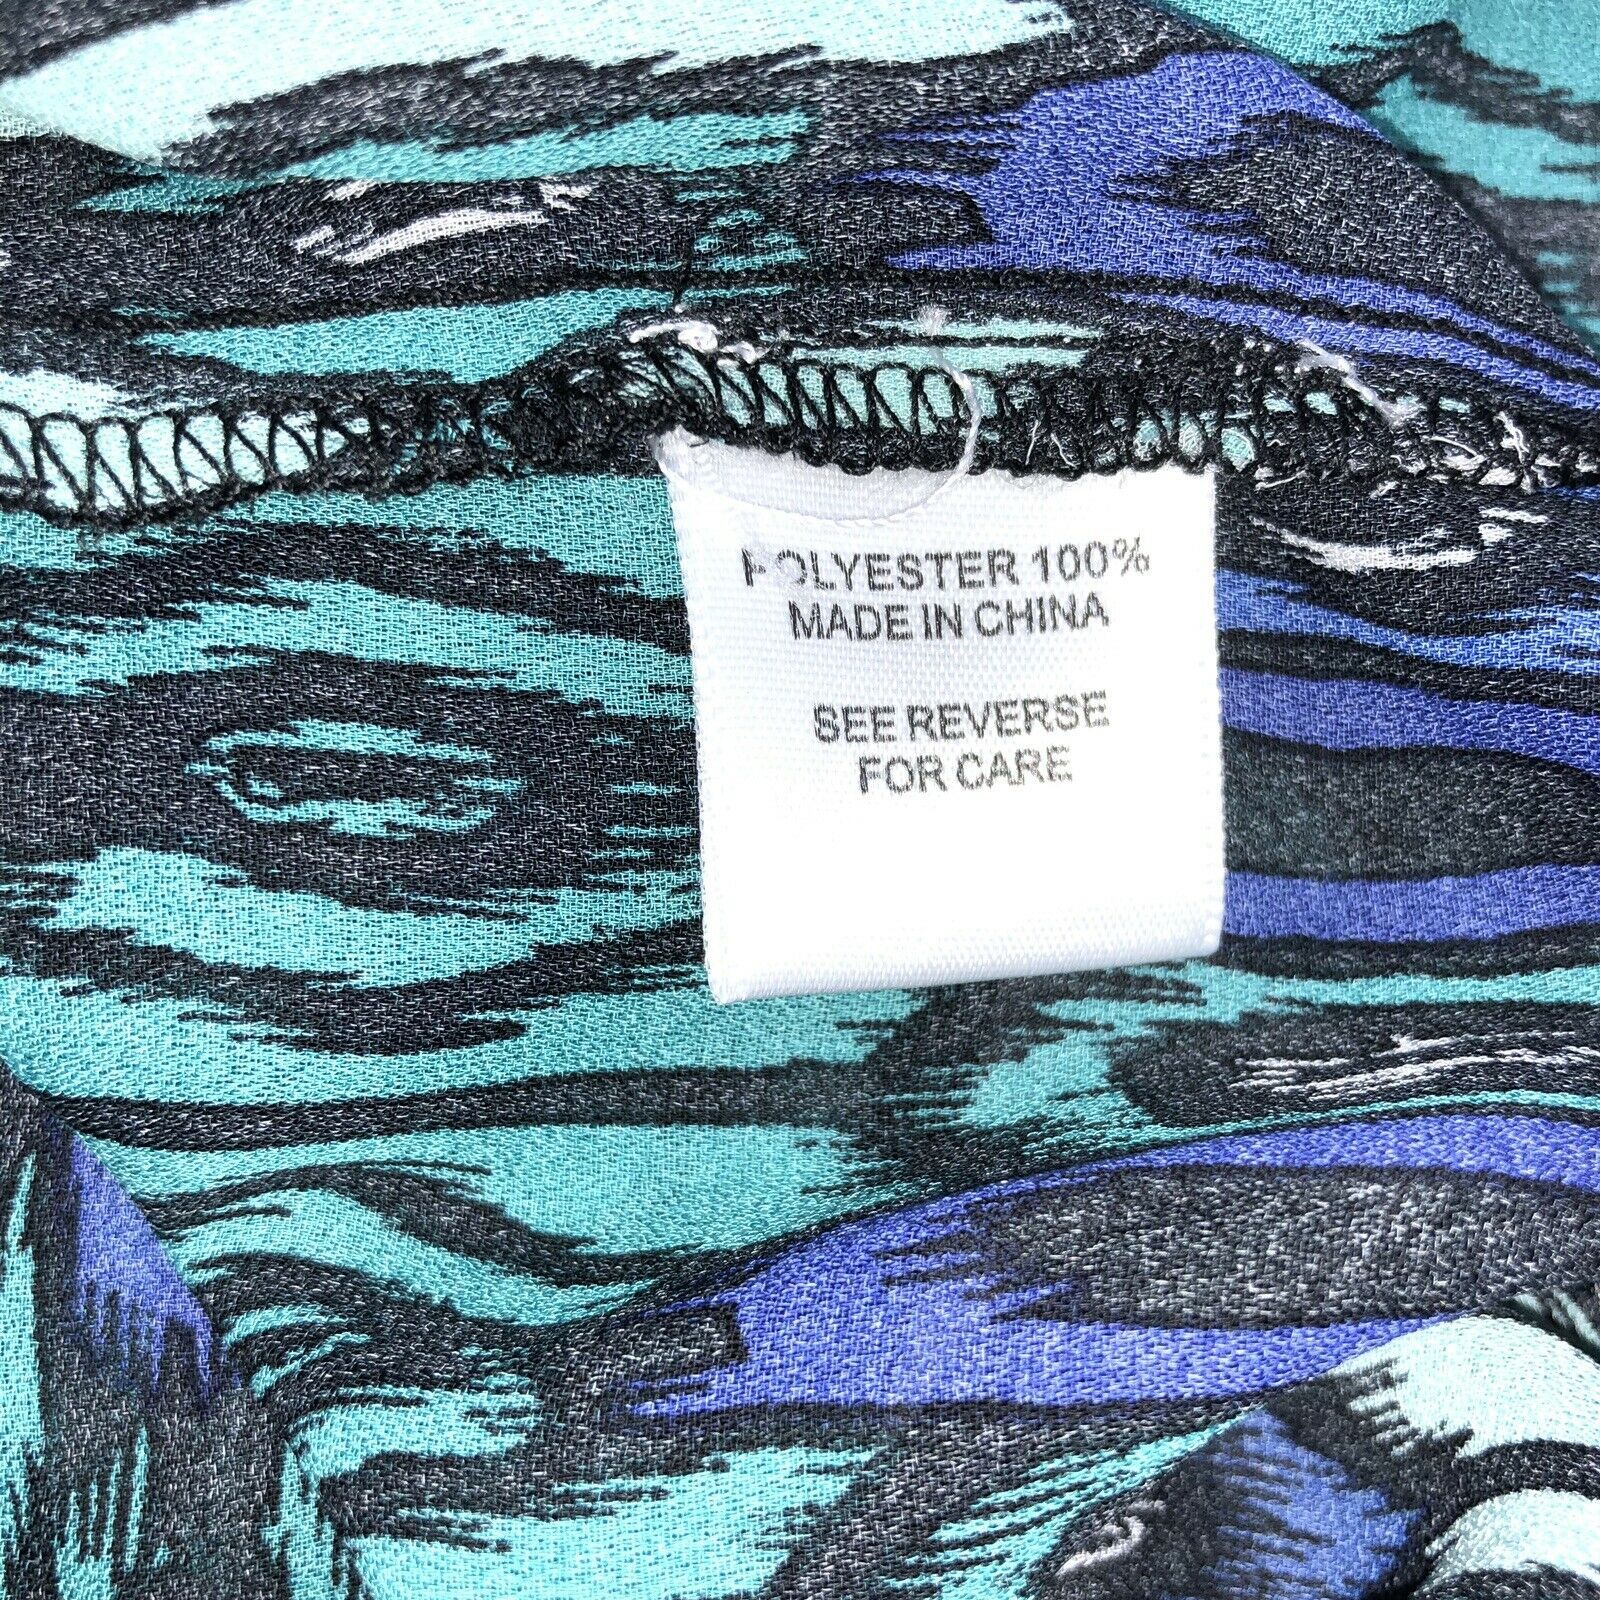 POLYESTER 100%
MADE IN CHINA
SEE REVERSE
FOR CARE